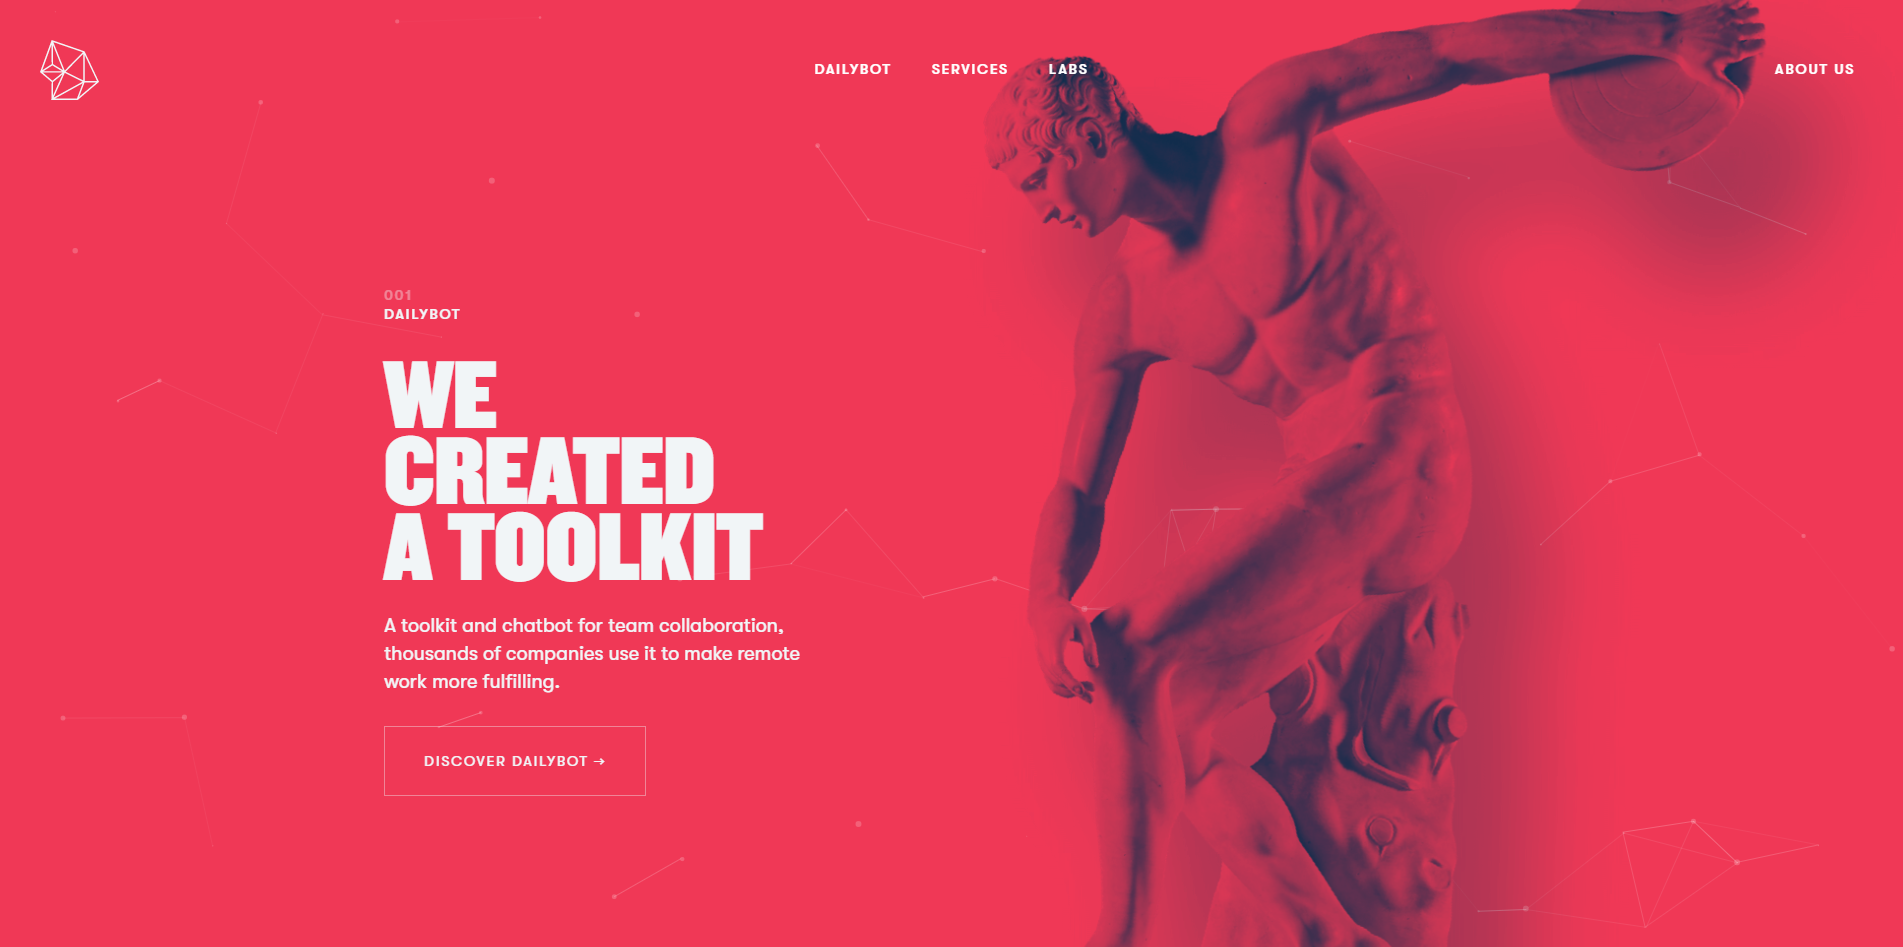 DAILYBOT
SERVICES
LABS
ABOUT US
001
DAILYBOT
WE
CREATED
A TOOLKIT
A toolkit and chatbot for team collaboration,
thousands of companies use it to make remote
work more fulfilling.
DISCOVER DAILYBOT →